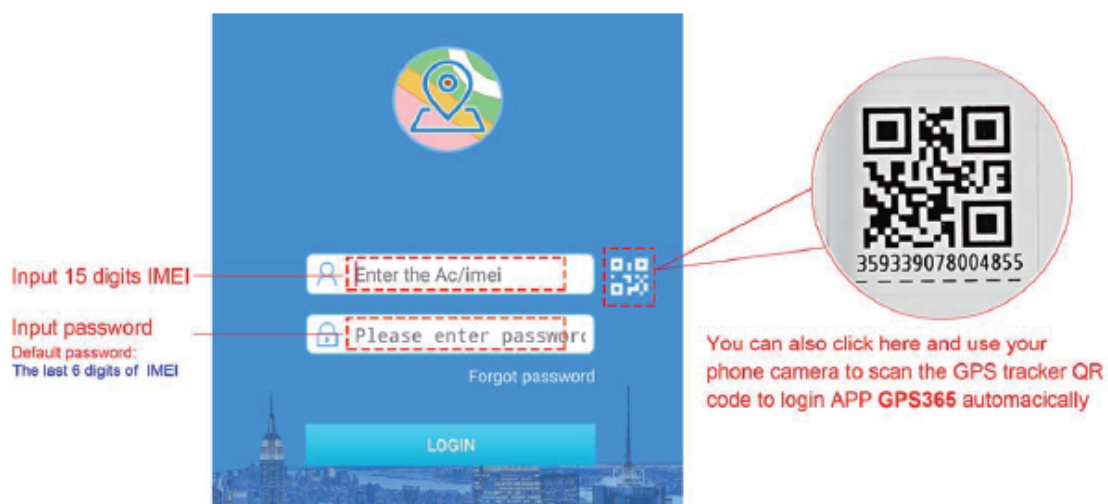 Input 15 digits IMEI
Enter the Ac/imei
Input password
Default password:
The last 6 digits of IMEI
Please enter passworc
Forgot password
LOGIN
359339078004855
You can also click here and use your
phone camera to scan the GPS tracker QR
code to login APP GPS365 automacically